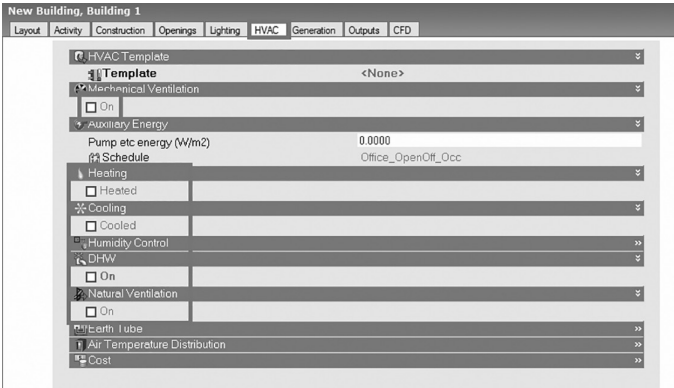 New Building, Building 1
Layout Activity Construction Openings Lighting HVAC Generation Outputs CFD
HVAC Template
Template <None>
Mechanical Ventilation
On
Auxiliary Energy
Pump etc energy (W/m2) 0.0000
Schedule Office_OpenOff_Occ
Heating
Heated
Cooling
Cooled
Humidity Control
DHW
On
Natural Ventilation
On
Earth Tube
Air Temperature Distribution
Cost